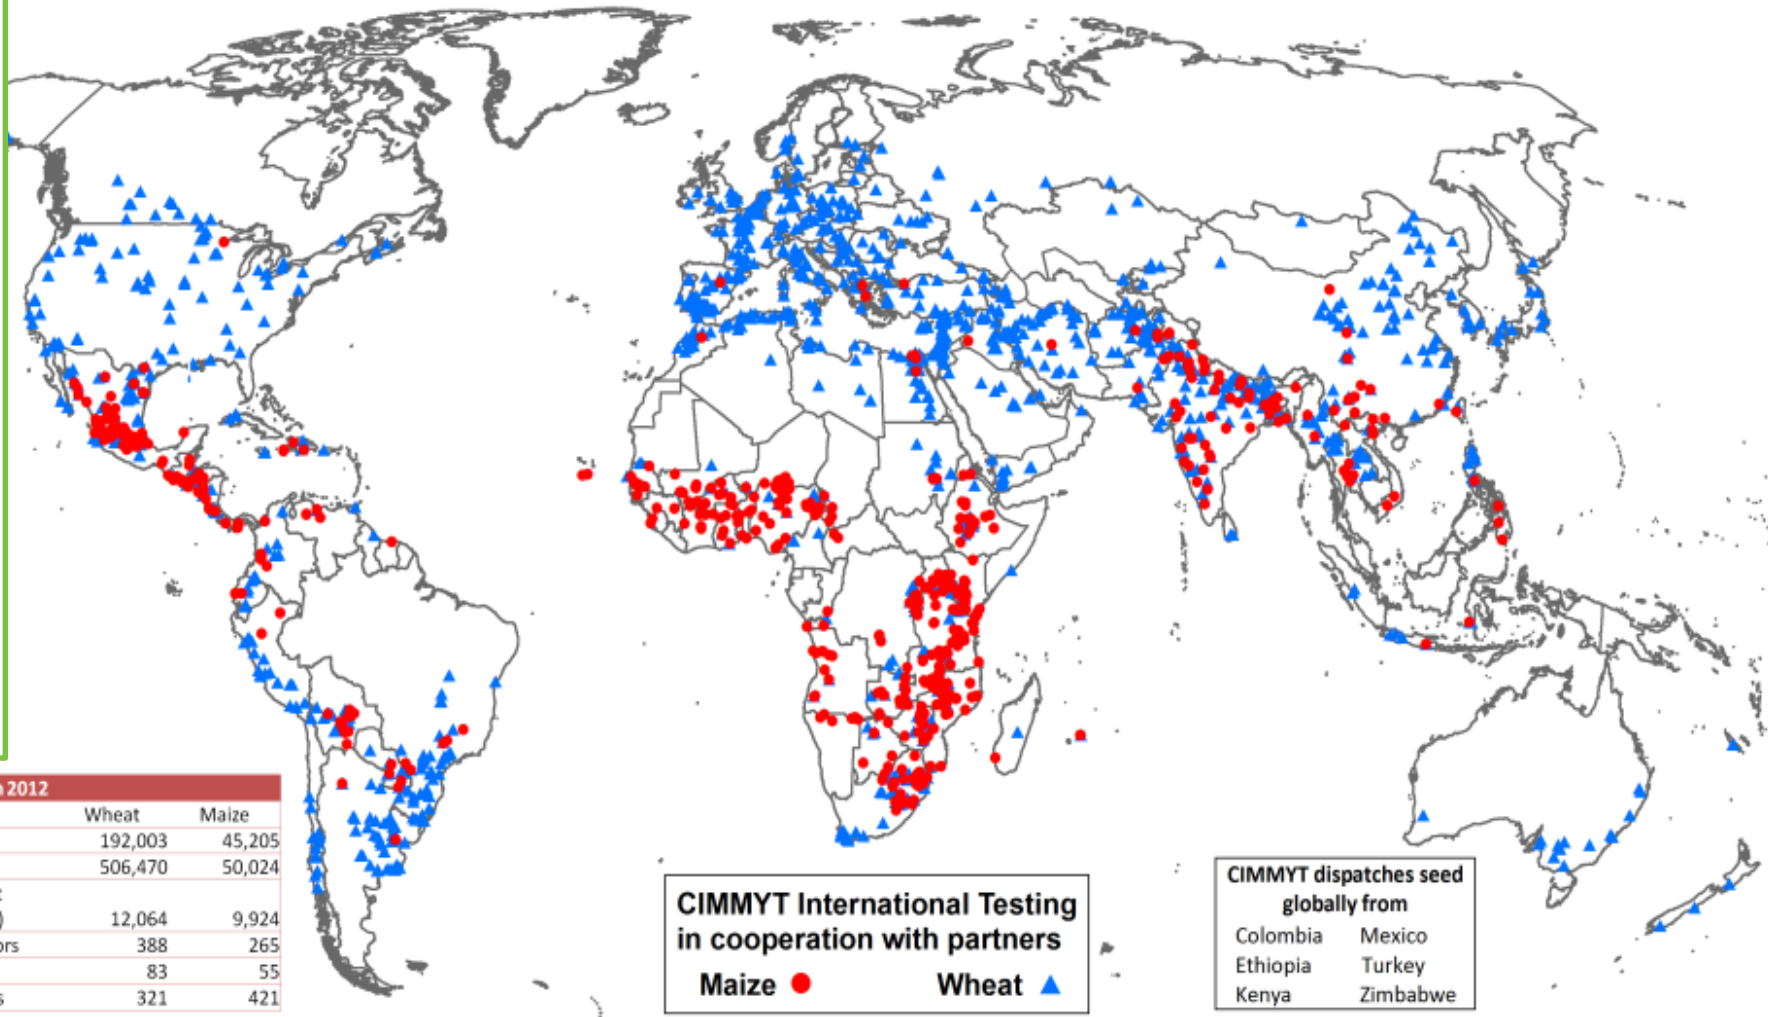 2012
Wheat Maize
192,003 45,205
506,470 50,024
12,064 9,924
388 265
83 55
321 421
CIMMYT International Testing
in cooperation with partners
Maize Wheat
CIMMYT dispatches seed
globally from
Colombia Mexico
Ethiopia Turkey
Kenya Zimbabwe